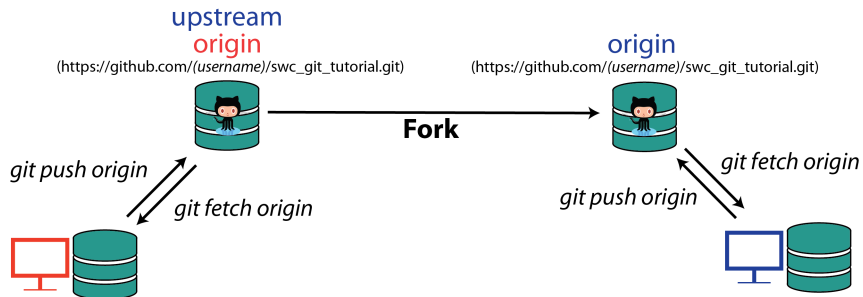 upstream
origin
(https://github.com/(username)/swc_git_tutorial.git)
origin
(https://github.com/(username)/swc_git_tutorial.git)
Fork
git push origin
git fetch origin
git fetch origin
git push origin